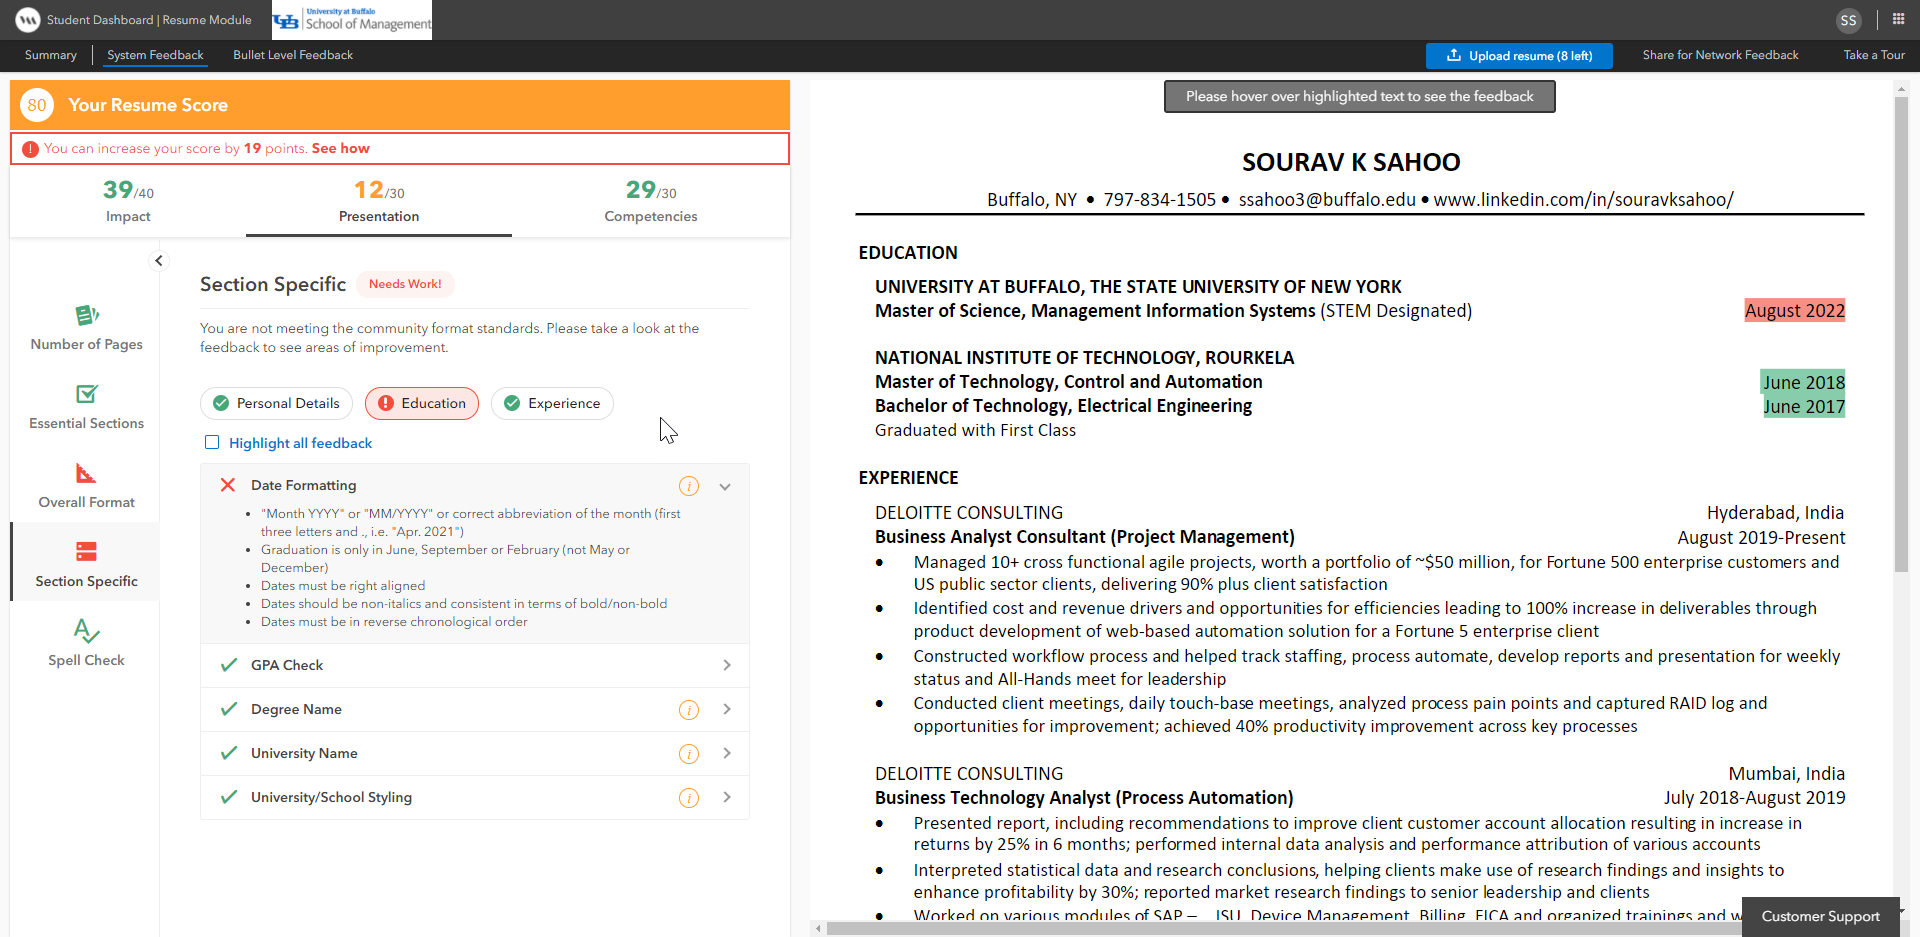 Student Dashboard | Resume Module
University at Buffalo
School of Management
SS
Summary
System Feedback
Bullet Level Feedback
Upload resume (8 left)
Share for Network Feedback
Take a Tour
80 Your Resume Score
You can increase your score by 19 points. See how
39/40
Impact
12/30
Presentation
29/30
Competencies
Number of Pages
Essential Sections
Overall Format
Section Specific
Spell Check
Section Specific Needs Work!
You are not meeting the community format standards. Please take a look at the
feedback to see areas of improvement.
Personal Details
Education
Experience
Highlight all feedback
Date Formatting
• "Month YYYY" or "MM/YYYY" or correct abbreviation of the month (first
three letters and ., i.e. "Apr. 2021")
• Graduation is only in June, September or February (not May or
December)
• Dates must be right aligned
• Dates should be non-italics and consistent in terms of bold/non-bold
• Dates must be in reverse chronological order
GPA Check
Degree Name
University Name
University/School Styling
Please hover over highlighted text to see the feedback
SOURAV K SAHOO
Buffalo, NY • 797-834-1505 • ssahoo3@buffalo.edu • www.linkedin.com/in/souravksahoo/
EDUCATION
UNIVERSITY AT BUFFALO, THE STATE UNIVERSITY OF NEW YORK
Master of Science, Management Information Systems (STEM Designated) August 2022
NATIONAL INSTITUTE OF TECHNOLOGY, ROURKELA
Master of Technology, Control and Automation June 2018
Bachelor of Technology, Electrical Engineering June 2017
Graduated with First Class
EXPERIENCE
DELOITTE CONSULTING Hyderabad, India
Business Analyst Consultant (Project Management) August 2019-Present
• Managed 10+ cross functional agile projects, worth a portfolio of ~$50 million, for Fortune 500 enterprise customers and
US public sector clients, delivering 90% plus client satisfaction
• Identified cost and revenue drivers and opportunities for efficiencies leading to 100% increase in deliverables through
product development of web-based automation solution for a Fortune 5 enterprise client
• Constructed workflow process and helped track staffing, process automate, develop reports and presentation for weekly
status and All-Hands meet for leadership
• Conducted client meetings, daily touch-base meetings, analyzed process pain points and captured RAID log and
opportunities for improvement; achieved 40% productivity improvement across key processes
DELOITTE CONSULTING Mumbai, India
Business Technology Analyst (Process Automation) July 2018-August 2019
• Presented report, including recommendations to improve client customer account allocation resulting in increase in
returns by 25% in 6 months; performed internal data analysis and performance attribution of various accounts
• Interpreted statistical data and research conclusions, helping clients make use of research findings and insights to
enhance profitability by 30%; reported market research findings to senior leadership and clients
• Worked on various modules of SAP – ISU, Device Management, Billing, FICA and organized trainings and
Customer Support